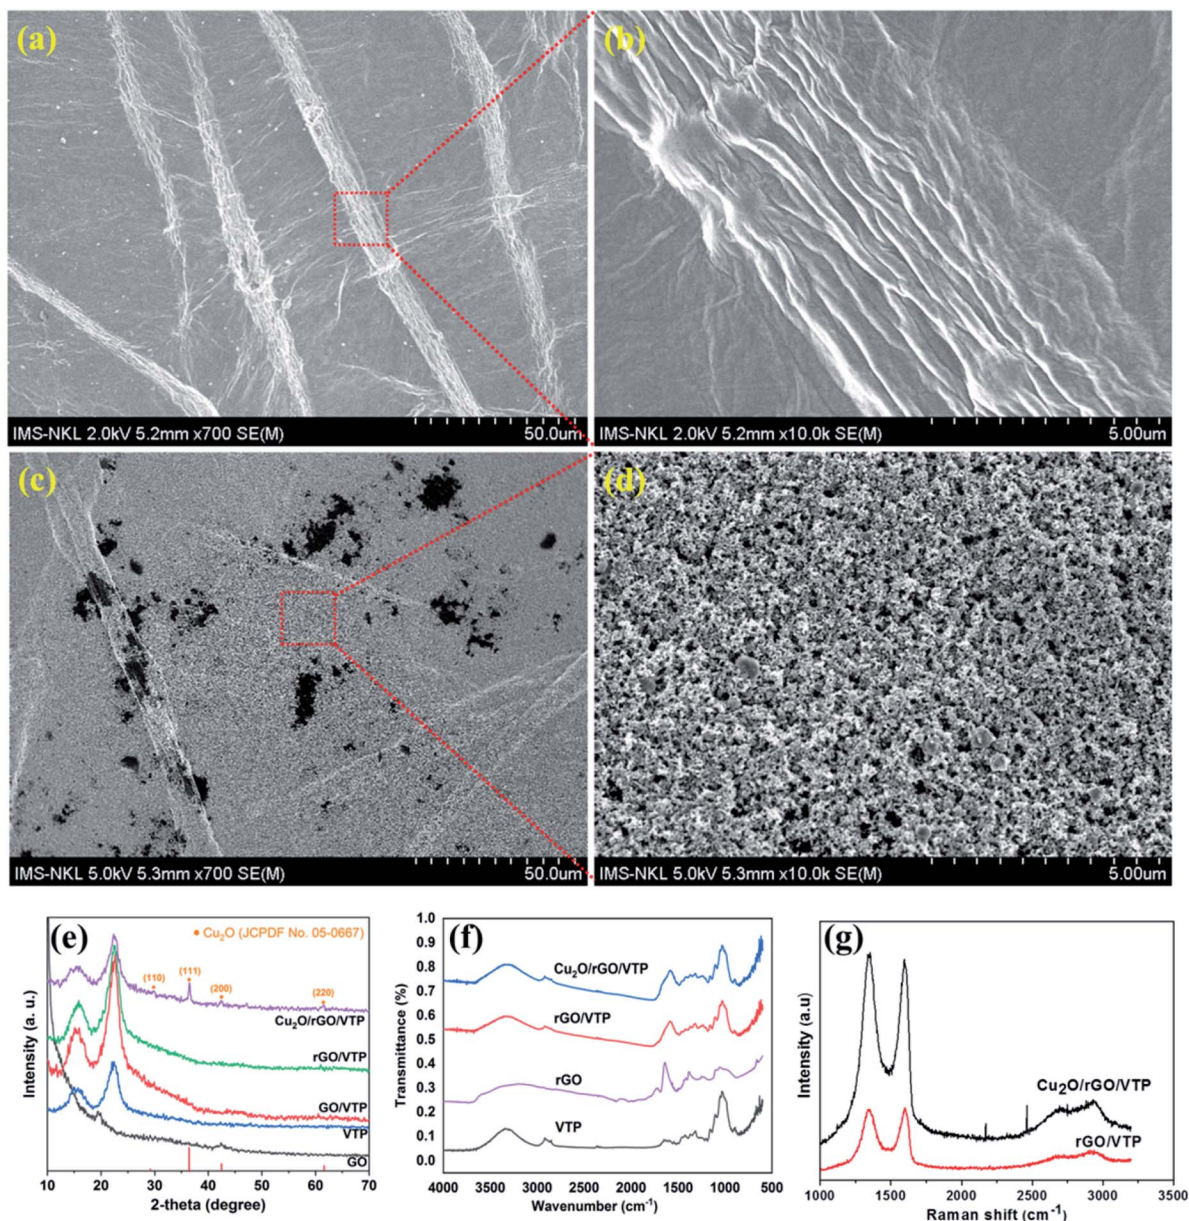 (a)
(b)
IMS-NKL 2.0kV 5.2mm x700 SE(M)
50.0um
IMS-NKL 2.0kV 5.2mm x10.0k SE(M)
5.00um
(c)
(d)
IMS-NKL 5.0kV 5.3mm x700 SE(M)
50.0um
IMS-NKL 5.0kV 5.3mm x10.0k SE(M)
5.00um
(e)
Cu₂O (JCPDF No. 05-0667)
(110)
(111)
(200)
(220)
Cu₂O/rGO/VTP
rGO/VTP
GO/VTP
VTP
GO
Intensity (a. u.)
10 20 30 40 50 60 70
2-theta (degree)
(f)
1.0
0.9
0.8
0.7
0.6
0.5
0.4
0.3
0.2
0.1
0.0
Cu₂O/rGO/VTP
rGO/VTP
rGO
VTP
Transmittance (%)
4000 3500 3000 2500 2000 1500 1000 500
Wavenumber (cm⁻¹)
(g)
Intensity (a.u)
Cu₂O/rGO/VTP
rGO/VTP
1000 1500 2000 2500 3000 3500
Raman shift (cm⁻¹)